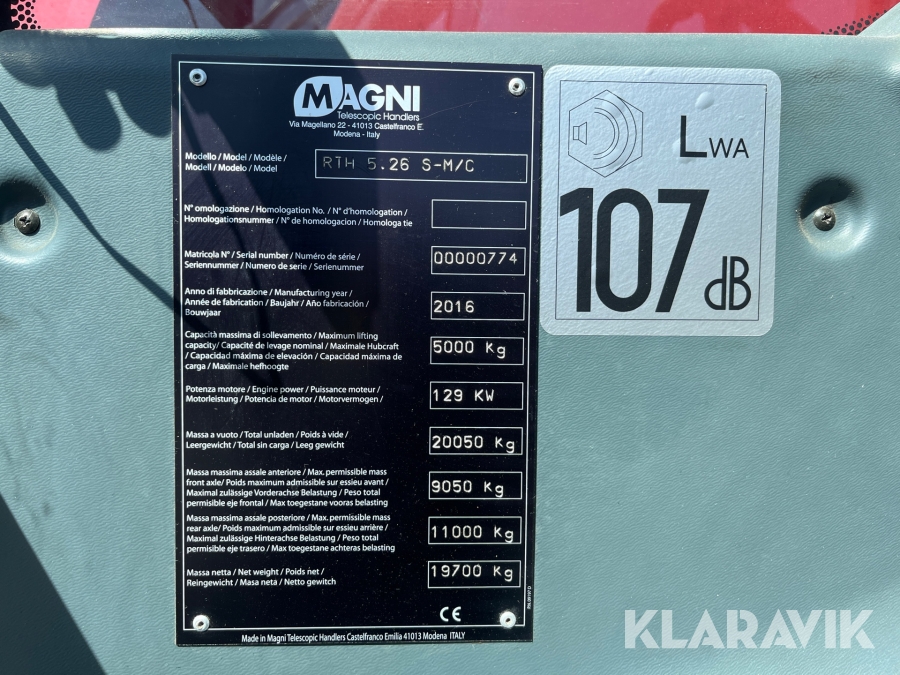 MAGNI
Telescopic Handlers
Via Magellano 22 - 41013 Castelfranco E.
Modena - Italy
Modello / Model / Modèle /
Modell / Modelo / Model
RTH 5.26 S-M/C
N° omologazione / Homologation No. / N° d'homologation /
Homologationsnummer / N° de homologacion / Homologa tie
Matricola N° / Serial number / Numéro de série /
Seriennummer / Numero de serie / Serienummer
00000774
Anno di fabbricazione / Manufacturing year /
Année de fabrication / Baujahr / Año fabricación /
Bouwjaar
2016
Capacità massima di sollevamento / Maximum lifting
capacity/ Capacité de levage nominal / Maximale Hubcraft
/ Capacidad máxima de elevación / Capacidad máxima de
carga / Maximale hefhoogte
5000 Kg
Potenza motore / Engine power / Puissance moteur /
Motorleistung / Potencia de motor / Motorvermogen /
129 KW
Massa a vuoto / Total unladen / Poids à vide /
Leergewicht / Total sin carga / Leeg gewicht
20050 Kg
Massa massima assale anteriore / Max. permissible mass
front axle/ Poids maximum admissible sur essieu avant /
Maximal zulässige Vorderachse Belastung / Peso total
permisible eje frontal / Max toegestane vooras belasting
9050 Kg
Massa massima assale posteriore / Max. permissible mass
rear axle/ Poids maximum admissible sur essieu arrière /
Maximal zulässige Hinterachse Belastung / Peso total
permisible eje trasero / Max toegestane achteras belasting
11000 Kg
Massa netta / Net weight / Poids net /
Reingewicht / Masa neta / Netto gewitch
19700 Kg
CE
Made in Magni Telescopic Handlers Castelfranco Emilia 41013 Modena ITALY
LWA
107 dB
KLARAVIK